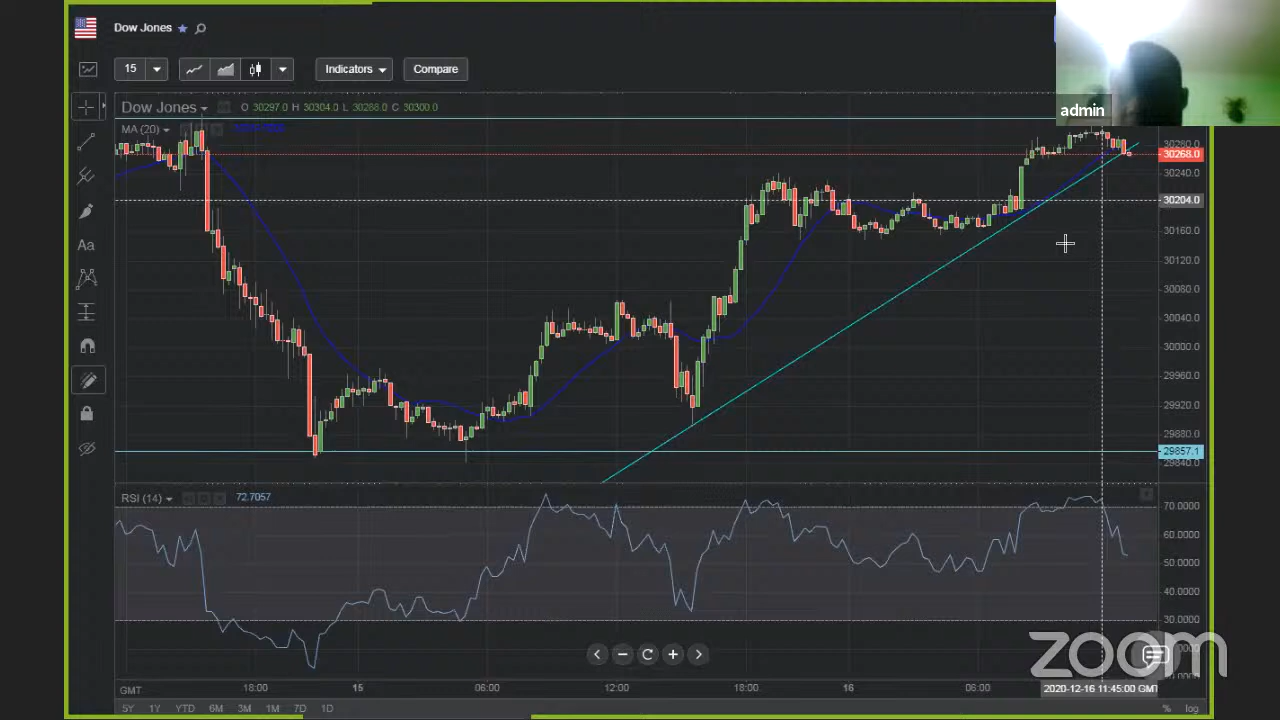 Dow Jones
admin
15
Indicators
Compare
Dow Jones O 30297.0 H 30304.0 L 30268.0 C 30300.0
MA (20)
30280.0
30268.0
30240.0
30204.0
30160.0
30120.0
30080.0
30040.0
30000.0
29960.0
29920.0
29880.0
29857.1
29840.0
Aa
RSI (14) 72.7057
70.0000
60.0000
50.0000
40.0000
30.0000
zoom
GMT 18:00 15 06:00 12:00 18:00 16 06:00 2020-12-16 11:45:00 GMT
5Y 1Y YTD 6M 3M 1M 7D 1D % log